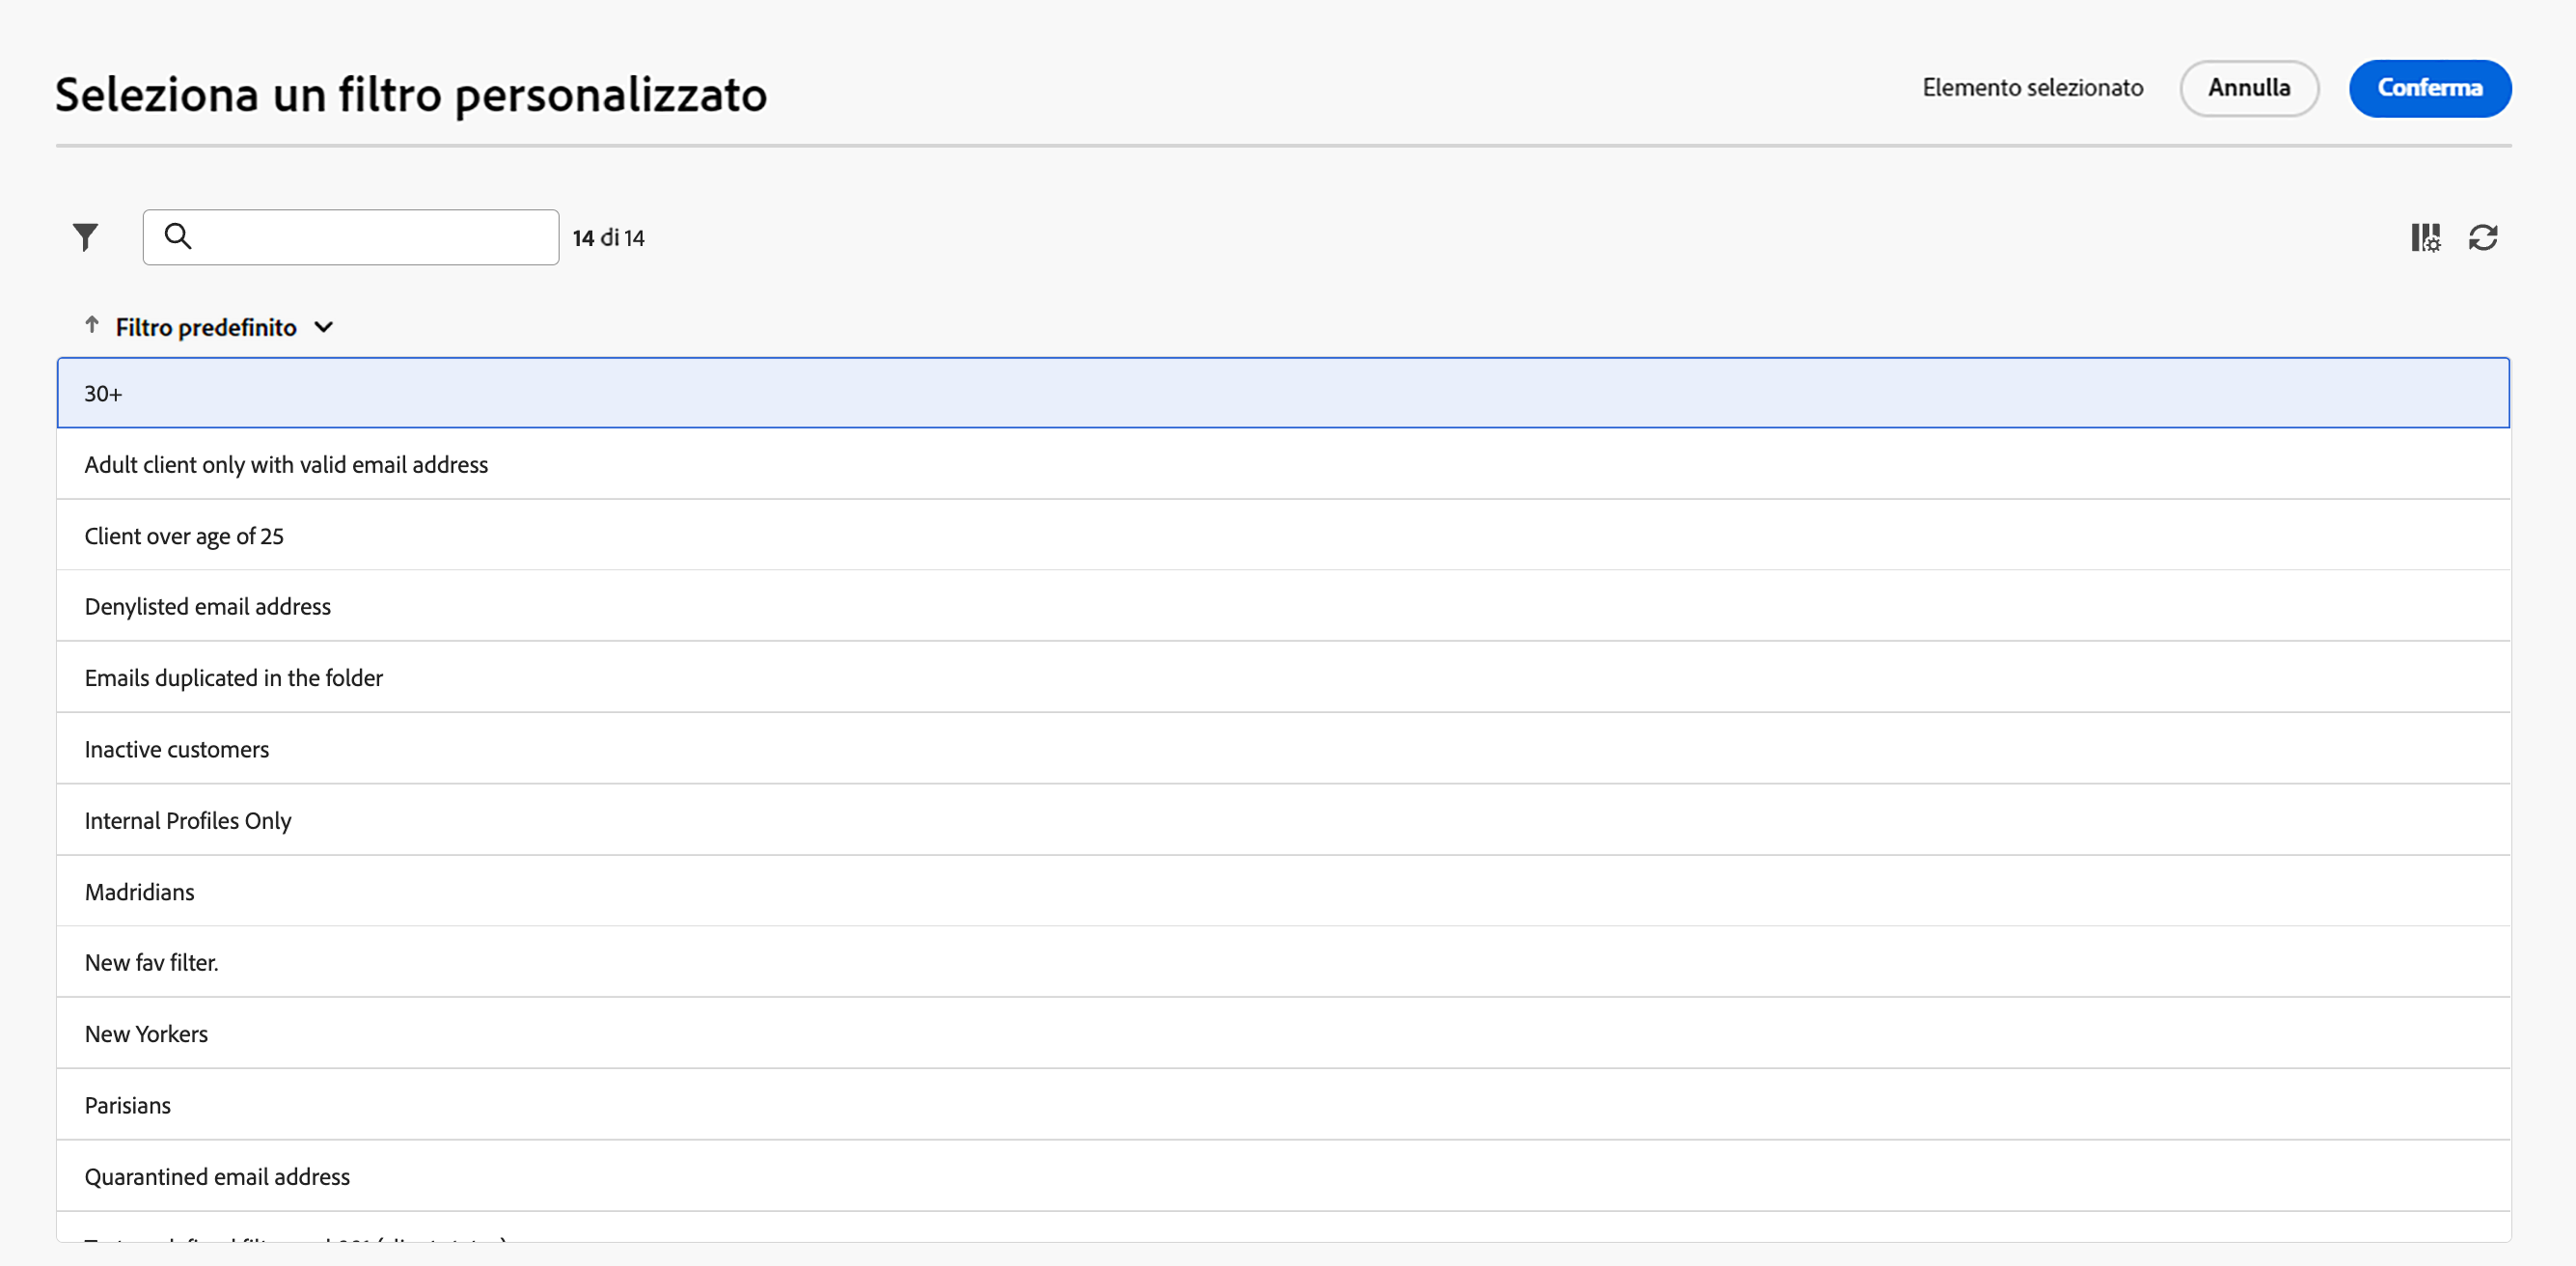 Seleziona un filtro personalizzato
Elemento selezionato
Annulla
Conferma
14 di 14
Filtro predefinito
30+
Adult client only with valid email address
Client over age of 25
Denylisted email address
Emails duplicated in the folder
Inactive customers
Internal Profiles Only
Madridians
New fav filter.
New Yorkers
Parisians
Quarantined email address